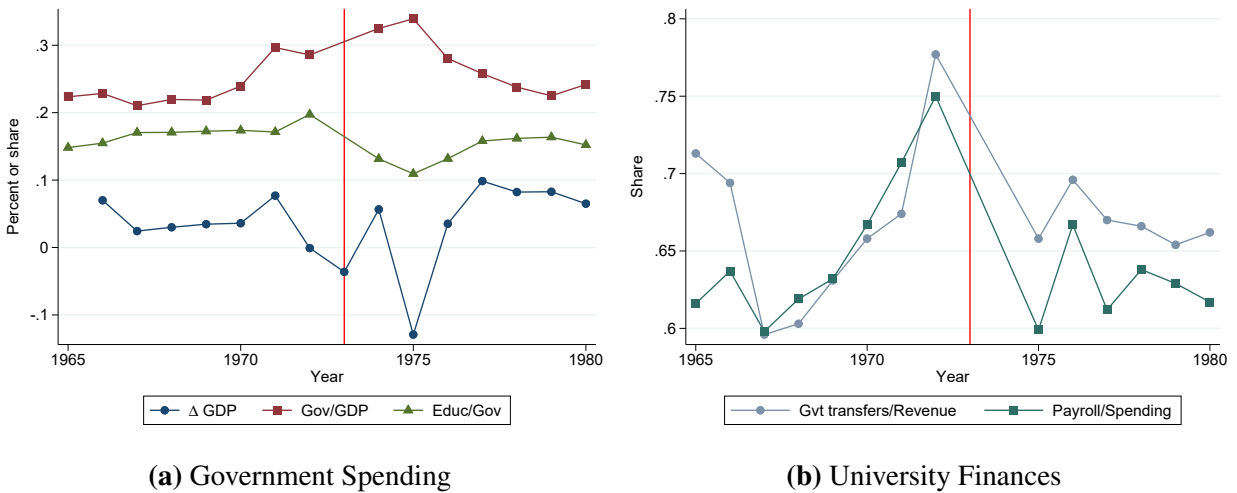 Percent or share
.3
.2
.1
0
-.1
1965 1970 1975 1980
Year
Δ GDP Gov/GDP Educ/Gov
(a) Government Spending
Share
.8
.75
.7
.65
.6
1965 1970 1975 1980
Year
Gvt transfers/Revenue Payroll/Spending
(b) University Finances